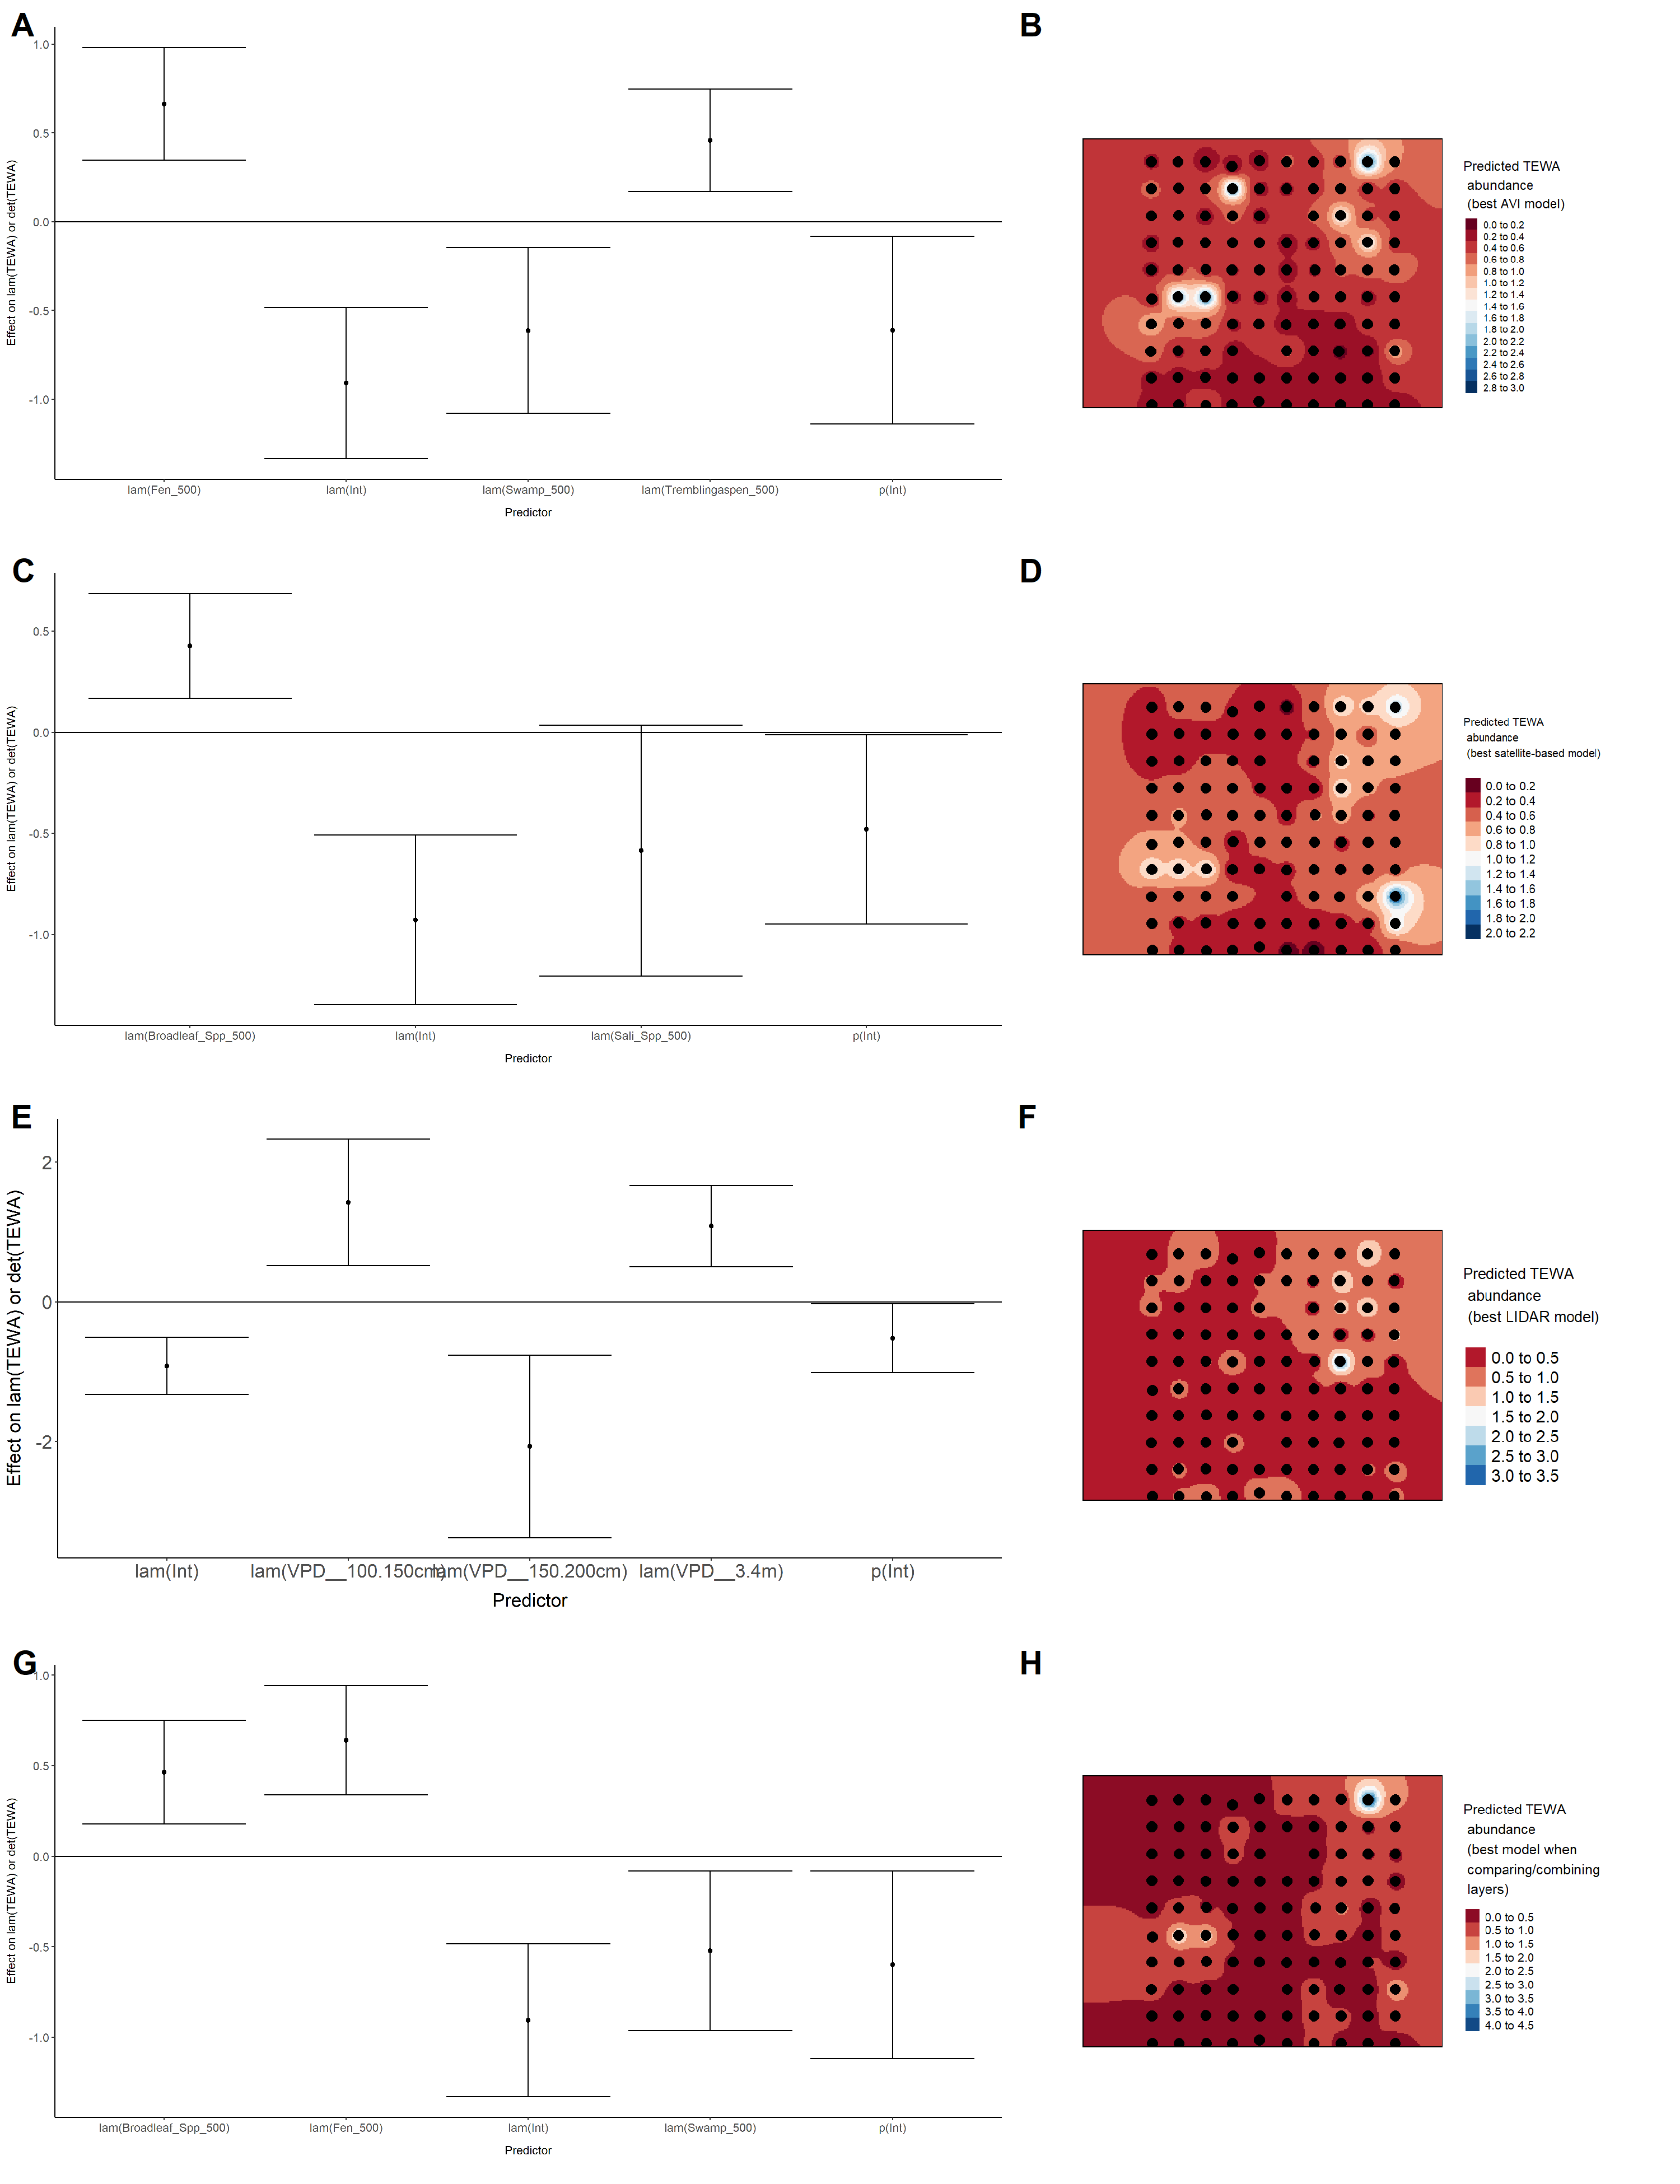 A
Effect on lam(TEWA) or det(TEWA)
1.0
0.5
0.0
-0.5
-1.0
lam(Fen_500)
lam(Int)
lam(Swamp_500)
lam(Tremblingaspen_500)
p(Int)
Predictor
B
Predicted TEWA
abundance
(best AVI model)
0.0 to 0.2
0.2 to 0.4
0.4 to 0.6
0.6 to 0.8
0.8 to 1.0
1.0 to 1.2
1.2 to 1.4
1.4 to 1.6
1.6 to 1.8
1.8 to 2.0
2.0 to 2.2
2.2 to 2.4
2.4 to 2.6
2.6 to 2.8
2.8 to 3.0
C
Effect on lam(TEWA) or det(TEWA)
0.5
0.0
-0.5
-1.0
lam(Broadleaf_Spp_500)
lam(Int)
lam(Sali_Spp_500)
p(Int)
Predictor
D
Predicted TEWA
abundance
(best satellite-based model)
0.0 to 0.2
0.2 to 0.4
0.4 to 0.6
0.6 to 0.8
0.8 to 1.0
1.0 to 1.2
1.2 to 1.4
1.4 to 1.6
1.6 to 1.8
1.8 to 2.0
2.0 to 2.2
E
Effect on lam(TEWA) or det(TEWA)
2
0
-2
lam(Int)
lam(VPD__100.150cm)
lam(VPD__150.200cm)
lam(VPD__3.4m)
p(Int)
Predictor
F
Predicted TEWA
abundance
(best LIDAR model)
0.0 to 0.5
0.5 to 1.0
1.0 to 1.5
1.5 to 2.0
2.0 to 2.5
2.5 to 3.0
3.0 to 3.5
G
Effect on lam(TEWA) or det(TEWA)
1.0
0.5
0.0
-0.5
-1.0
lam(Broadleaf_Spp_500)
lam(Fen_500)
lam(Int)
lam(Swamp_500)
p(Int)
Predictor
H
Predicted TEWA
abundance
(best model when
comparing/combining
layers)
0.0 to 0.5
0.5 to 1.0
1.0 to 1.5
1.5 to 2.0
2.0 to 2.5
2.5 to 3.0
3.0 to 3.5
3.5 to 4.0
4.0 to 4.5